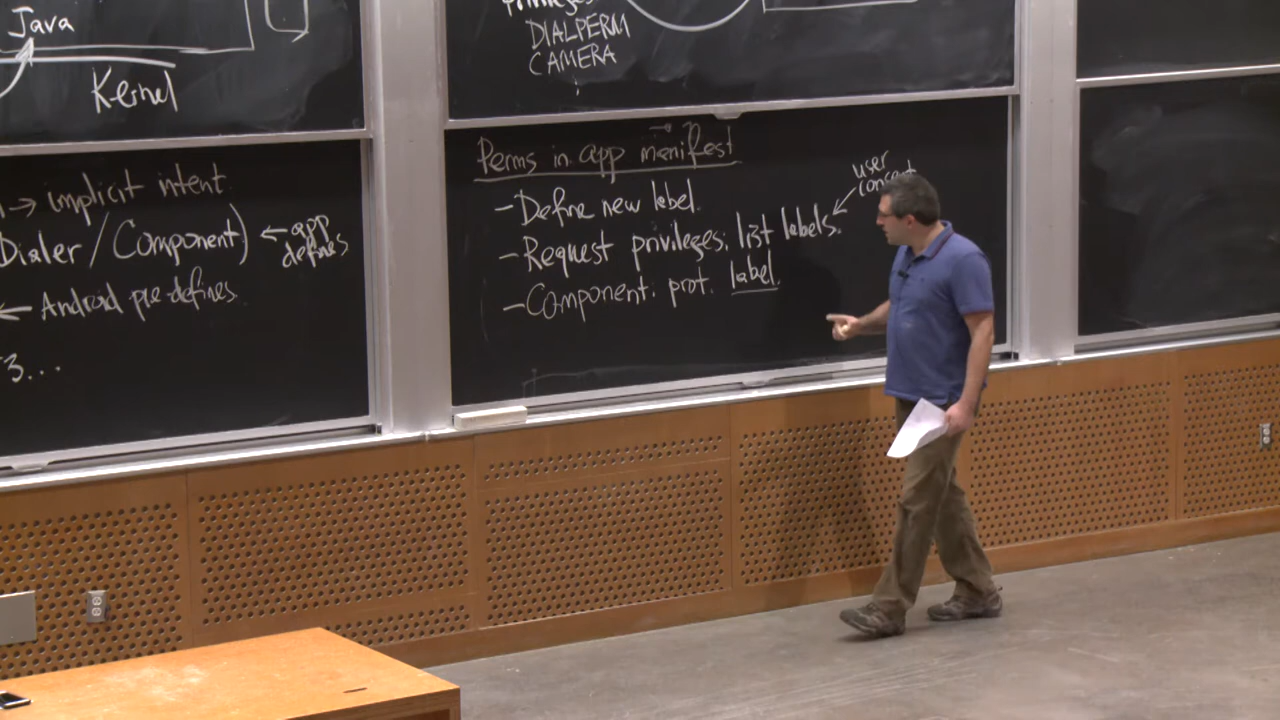 Java
Kernel
→ implicit intent
Dialer / Component) ← app defines
← Android pre-defines.
3...
privileges
DIALPERM
CAMERA
Perms in app manifest
- Define new label.
- Request privileges: list labels. ← user consent
- Component: prot. label.